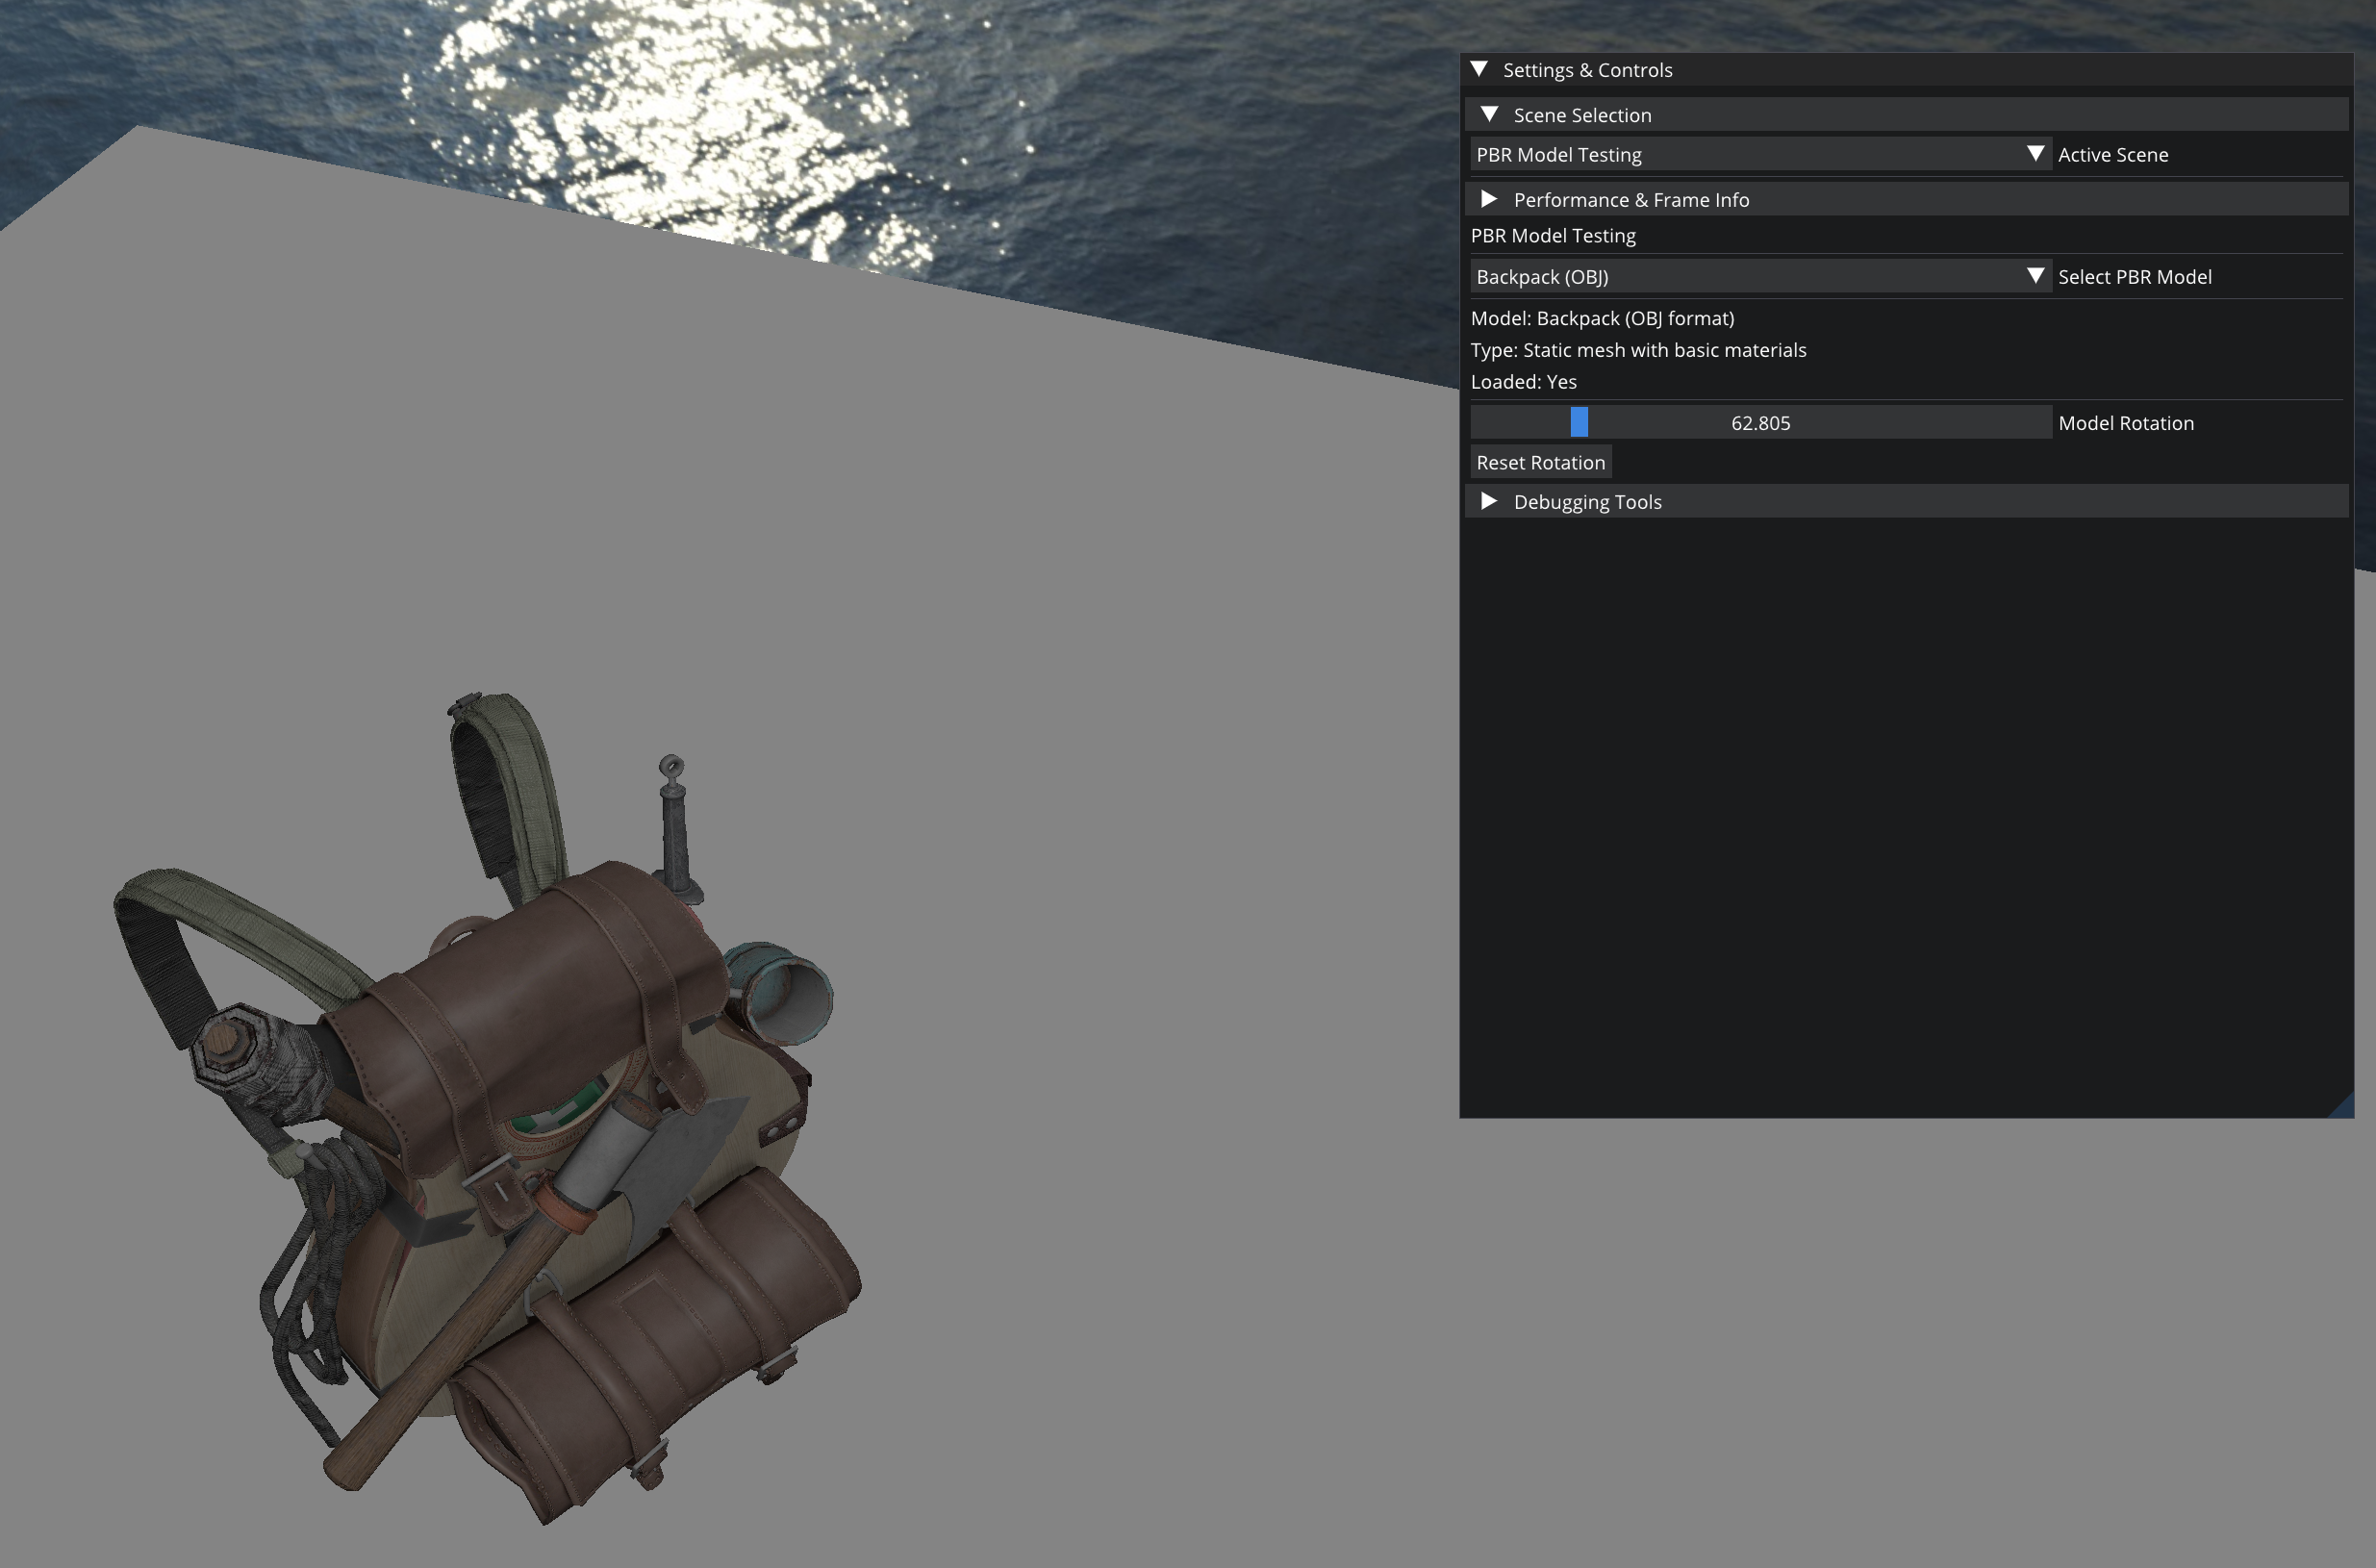 Settings & Controls
Scene Selection
PBR Model Testing Active Scene
Performance & Frame Info
PBR Model Testing
Backpack (OBJ) Select PBR Model
Model: Backpack (OBJ format)
Type: Static mesh with basic materials
Loaded: Yes
62.805 Model Rotation
Reset Rotation
Debugging Tools